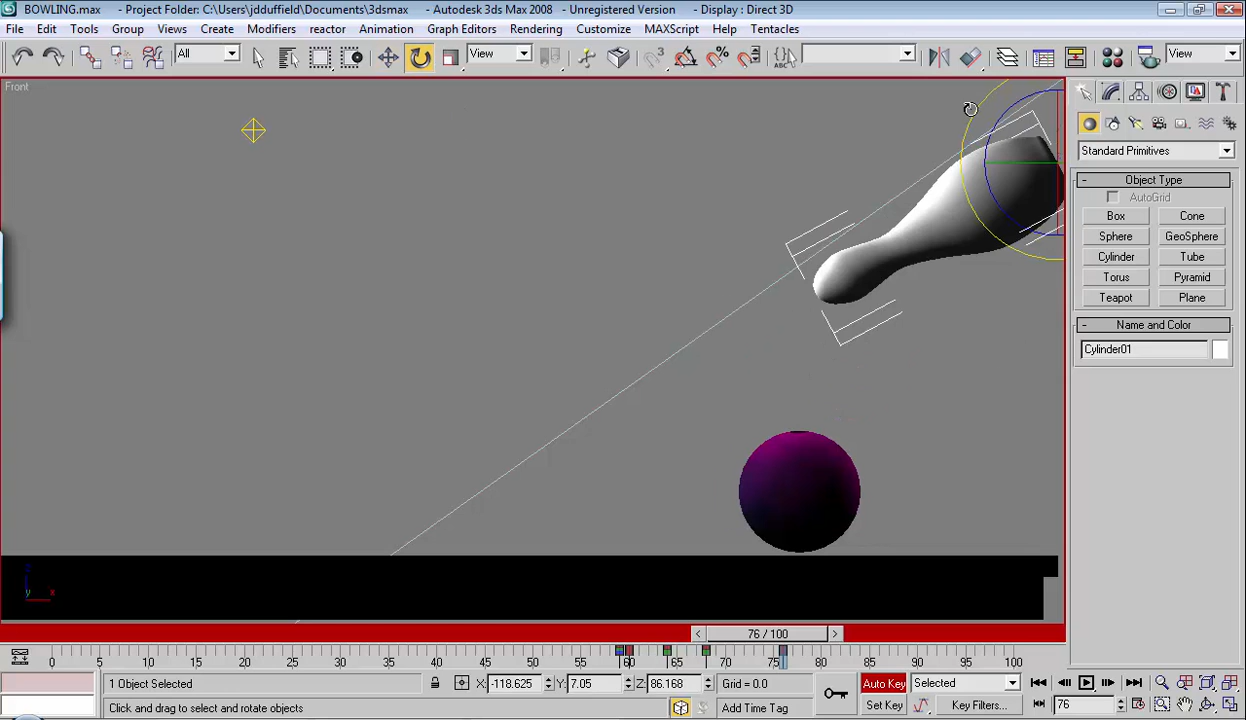 BOWLING.max - Project Folder: C:\Users\jdduffield\Documents\3dsmax - Autodesk 3ds Max 2008 - Unregistered Version - Display : Direct 3D
File Edit Tools Group Views Create Modifiers reactor Animation Graph Editors Rendering Customize MAXScript Help Tentacles
All View View
Front
Standard Primitives
- Object Type
AutoGrid
Box Cone
Sphere GeoSphere
Cylinder Tube
Torus Pyramid
Teapot Plane
- Name and Color
Cylinder01
z
y x
< 76 / 100 >
0 5 10 15 20 25 30 35 40 45 50 55 60 65 70 75 80 85 90 95 100
1 Object Selected X: -118.625 Y: 7.05 Z: 86.168 Grid = 0.0 Auto Key Selected
Click and drag to select and rotate objects Add Time Tag Set Key Key Filters... 76